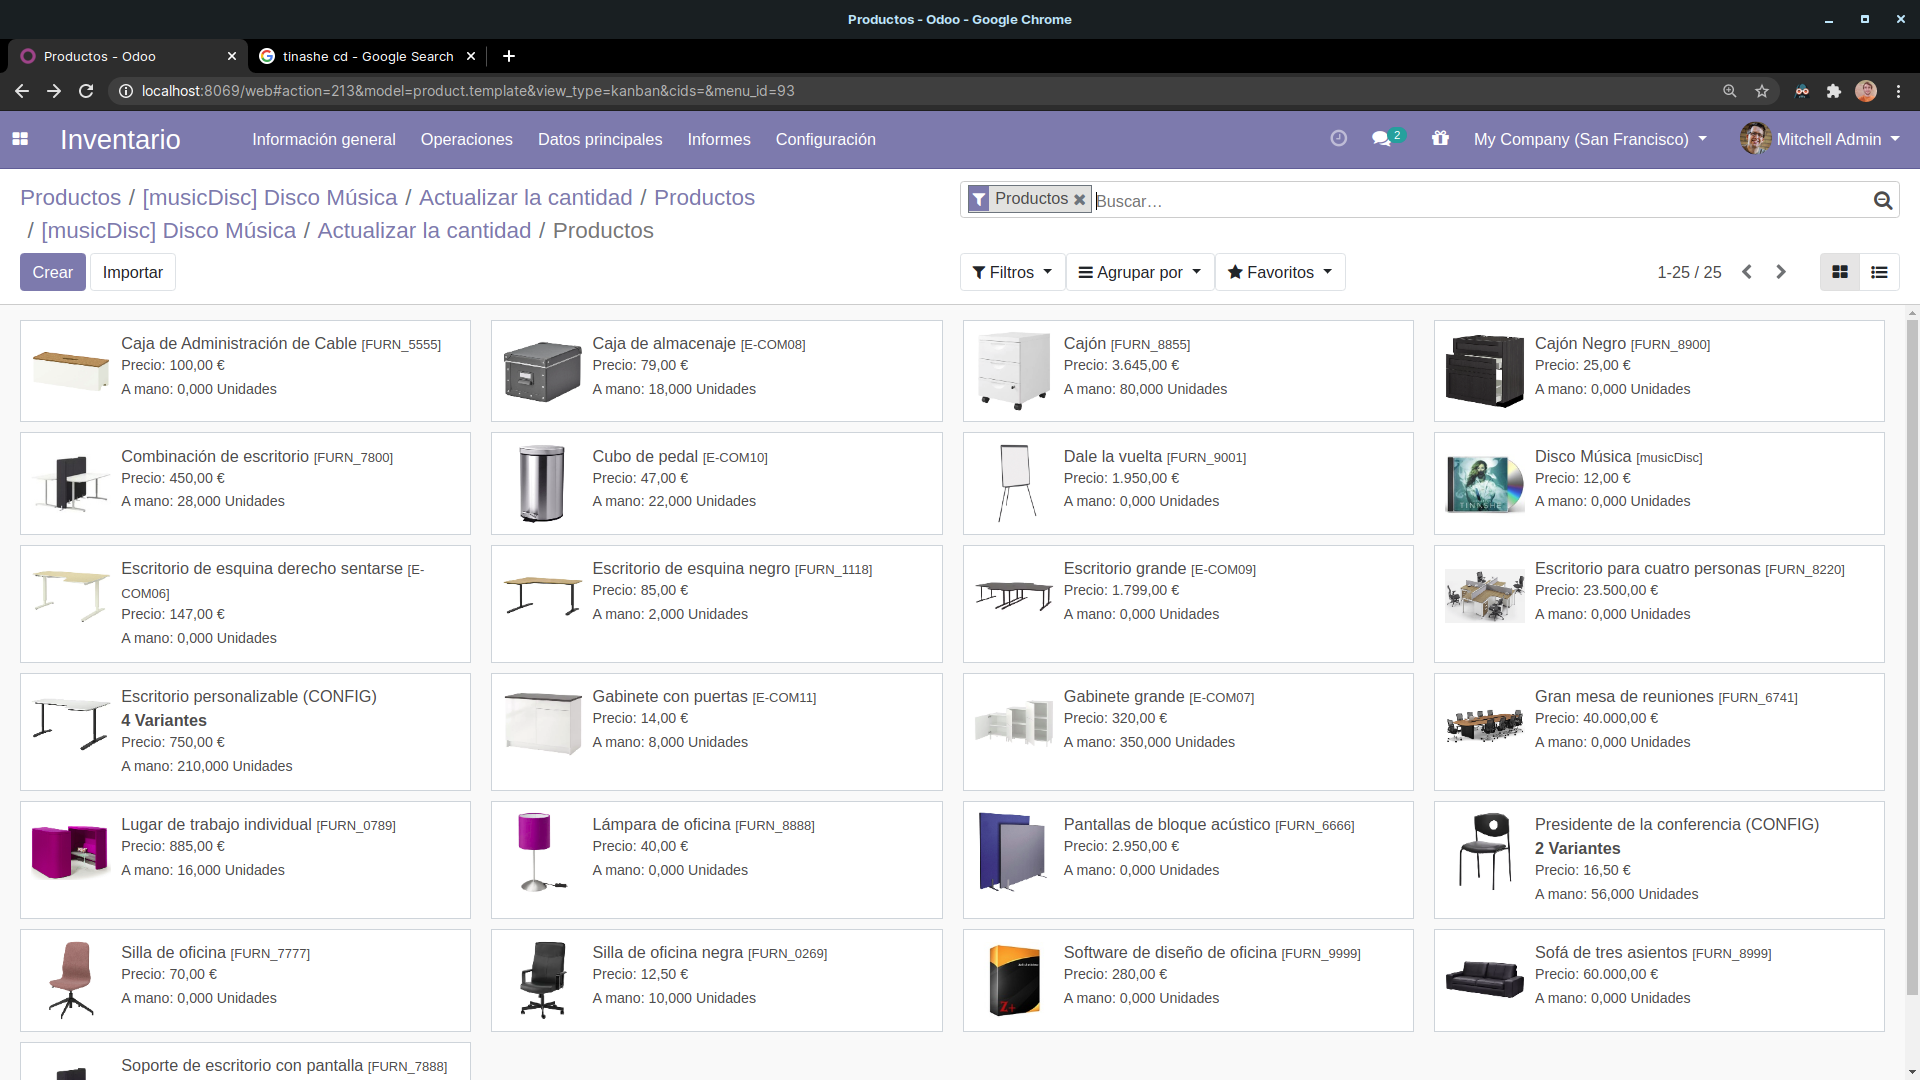 Productos - Odoo - Google Chrome
Productos - Odoo
tinashe cd - Google Search
localhost:8069/web#action=213&model=product.template&view_type=kanban&cids=&menu_id=93
Inventario
Información general
Operaciones
Datos principales
Informes
Configuración
2
My Company (San Francisco)
Mitchell Admin
Productos / [musicDisc] Disco Música / Actualizar la cantidad / Productos
/ [musicDisc] Disco Música / Actualizar la cantidad / Productos
Productos
Buscar...
Crear
Importar
Filtros
Agrupar por
Favoritos
1-25 / 25
Caja de Administración de Cable [FURN_5555]
Precio: 100,00 €
A mano: 0,000 Unidades
Caja de almacenaje [E-COM08]
Precio: 79,00 €
A mano: 18,000 Unidades
Cajón [FURN_8855]
Precio: 3.645,00 €
A mano: 80,000 Unidades
Cajón Negro [FURN_8900]
Precio: 25,00 €
A mano: 0,000 Unidades
Combinación de escritorio [FURN_7800]
Precio: 450,00 €
A mano: 28,000 Unidades
Cubo de pedal [E-COM10]
Precio: 47,00 €
A mano: 22,000 Unidades
Dale la vuelta [FURN_9001]
Precio: 1.950,00 €
A mano: 0,000 Unidades
TINASHE
Disco Música [musicDisc]
Precio: 12,00 €
A mano: 0,000 Unidades
Escritorio de esquina derecho sentarse [E-
COM06]
Precio: 147,00 €
A mano: 0,000 Unidades
Escritorio de esquina negro [FURN_1118]
Precio: 85,00 €
A mano: 2,000 Unidades
Escritorio grande [E-COM09]
Precio: 1.799,00 €
A mano: 0,000 Unidades
Escritorio para cuatro personas [FURN_8220]
Precio: 23.500,00 €
A mano: 0,000 Unidades
Escritorio personalizable (CONFIG)
4 Variantes
Precio: 750,00 €
A mano: 210,000 Unidades
Gabinete con puertas [E-COM11]
Precio: 14,00 €
A mano: 8,000 Unidades
Gabinete grande [E-COM07]
Precio: 320,00 €
A mano: 350,000 Unidades
Gran mesa de reuniones [FURN_6741]
Precio: 40.000,00 €
A mano: 0,000 Unidades
Lugar de trabajo individual [FURN_0789]
Precio: 885,00 €
A mano: 16,000 Unidades
Lámpara de oficina [FURN_8888]
Precio: 40,00 €
A mano: 0,000 Unidades
Pantallas de bloque acústico [FURN_6666]
Precio: 2.950,00 €
A mano: 0,000 Unidades
Presidente de la conferencia (CONFIG)
2 Variantes
Precio: 16,50 €
A mano: 56,000 Unidades
Silla de oficina [FURN_7777]
Precio: 70,00 €
A mano: 0,000 Unidades
Silla de oficina negra [FURN_0269]
Precio: 12,50 €
A mano: 10,000 Unidades
Z+
Software de diseño de oficina [FURN_9999]
Precio: 280,00 €
A mano: 0,000 Unidades
Sofá de tres asientos [FURN_8999]
Precio: 60.000,00 €
A mano: 0,000 Unidades
Soporte de escritorio con pantalla [FURN_7888]